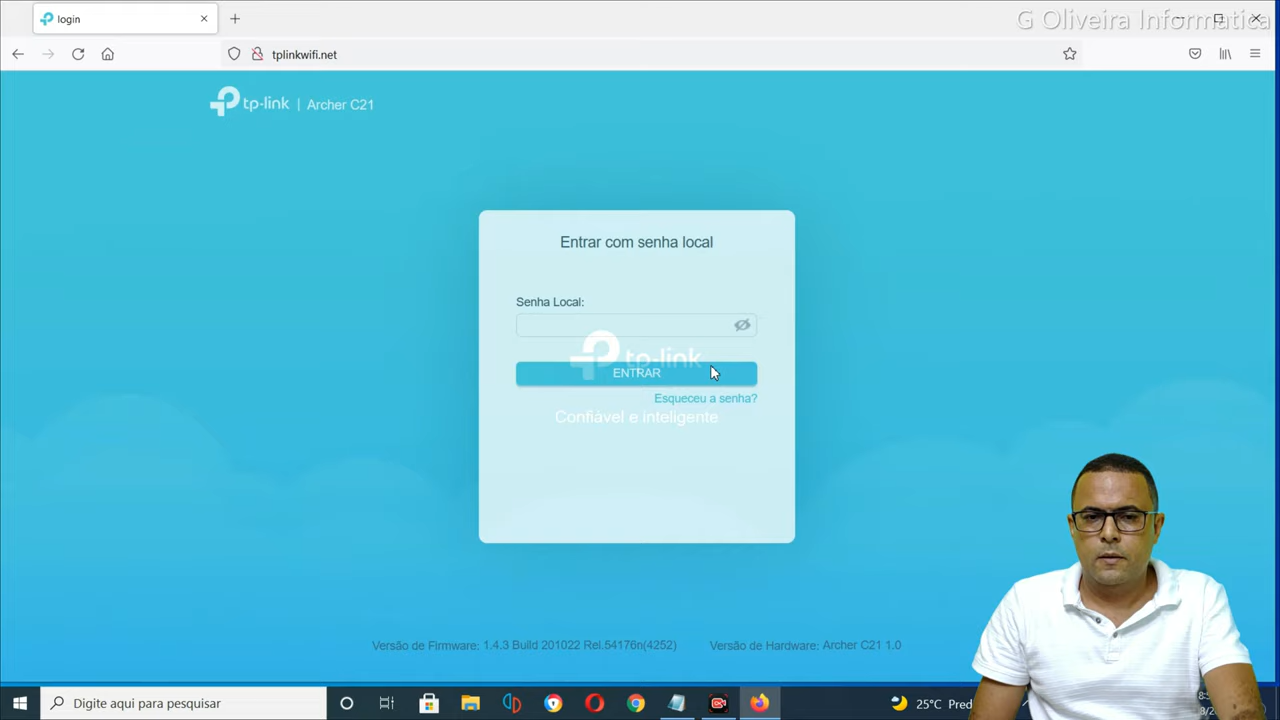 login
G Oliveira Informatica
tplinkwifi.net
tp-link | Archer C21
Entrar com senha local
Senha Local:
tp-link
ENTRAR
Esqueceu a senha?
Confiável e inteligente
Versão de Firmware: 1.4.3 Build 201022 Rel.54176n(4252)
Versão de Hardware: Archer C21 1.0
Digite aqui para pesquisar
25°C